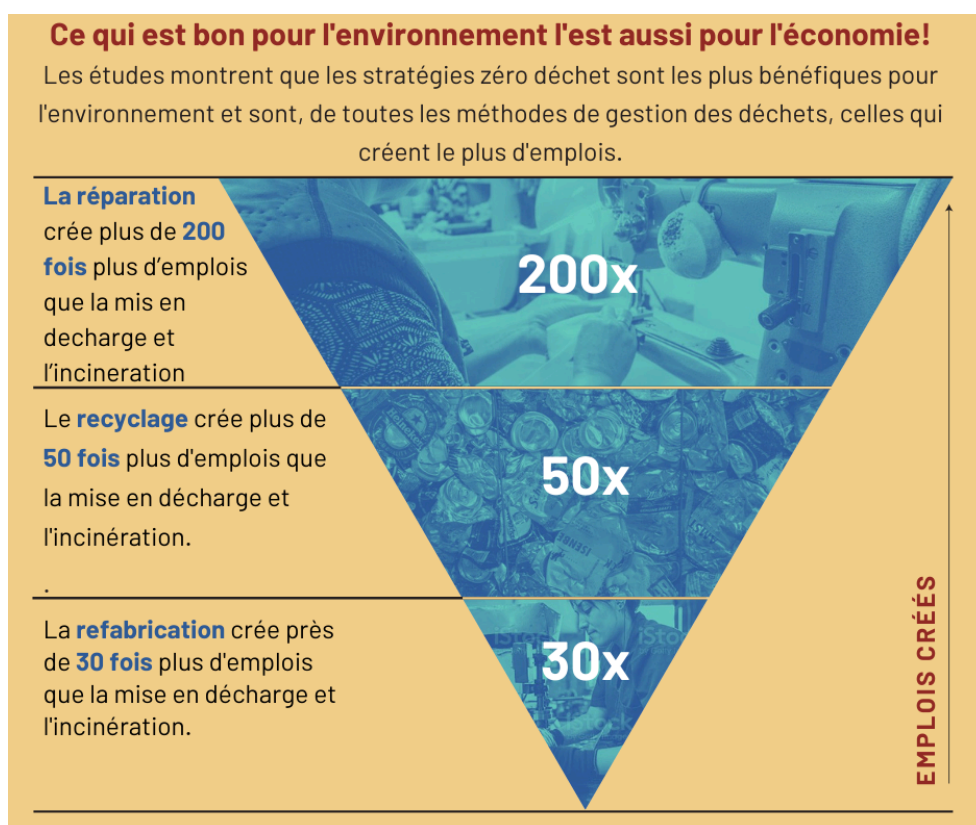 Ce qui est bon pour l'environnement l'est aussi pour l'économie!
Les études montrent que les stratégies zéro déchet sont les plus bénéfiques pour
l'environnement et sont, de toutes les méthodes de gestion des déchets, celles qui
créent le plus d'emplois.
La réparation
crée plus de 200
fois plus d’emplois
que la mis en
decharge et
l’incineration
200x
Le recyclage crée plus de
50 fois plus d'emplois que
la mise en décharge et
l'incinération.
.
50x
La refabrication crée près
de 30 fois plus d'emplois
que la mise en décharge et
l'incinération.
30x
EMPLOIS CRÉÉS